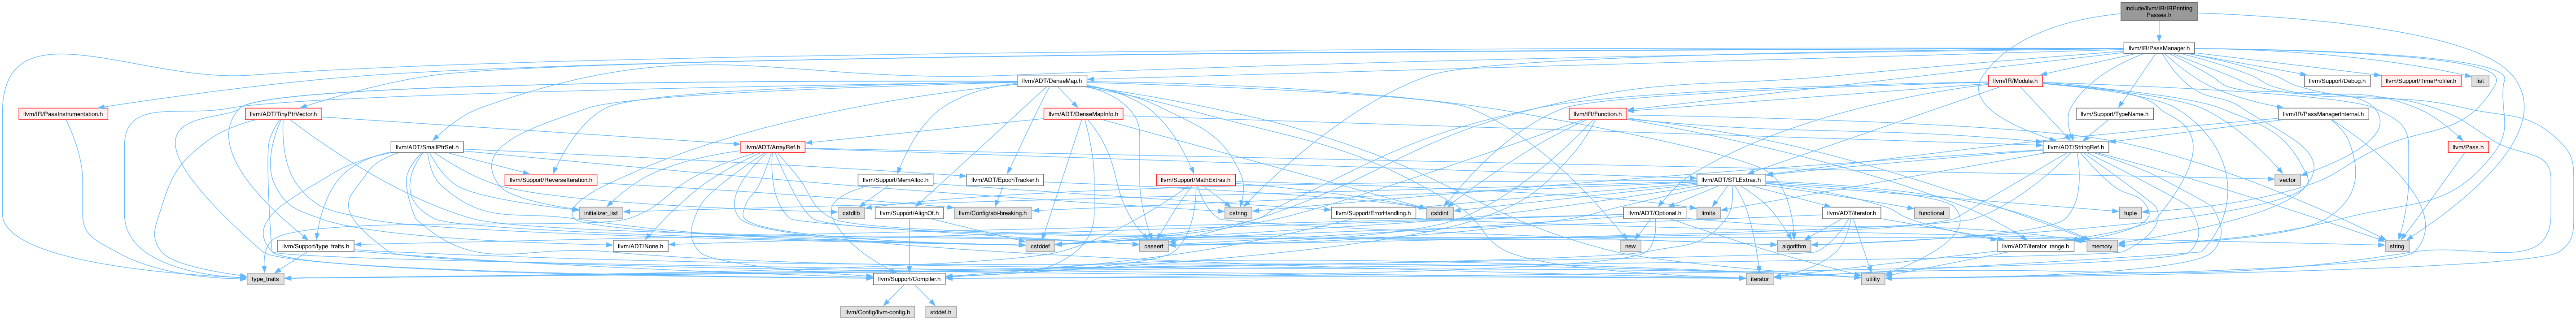 include/llvm/IR/IRPrinting
Passes.h
llvm/IR/PassManager.h
llvm/ADT/DenseMap.h
llvm/IR/Module.h
llvm/Support/Debug.h
llvm/Support/TimeProfiler.h
list
llvm/IR/PassInstrumentation.h
llvm/ADT/TinyPtrVector.h
llvm/ADT/DenseMapInfo.h
llvm/IR/Function.h
llvm/Support/TypeName.h
llvm/IR/PassManagerInternal.h
llvm/ADT/SmallPtrSet.h
llvm/ADT/ArrayRef.h
llvm/ADT/StringRef.h
llvm/Pass.h
llvm/Support/ReverseIteration.h
llvm/Support/MemAlloc.h
llvm/ADT/EpochTracker.h
llvm/Support/MathExtras.h
llvm/ADT/STLExtras.h
vector
initializer_list
cstdlib
llvm/Support/AlignOf.h
llvm/Config/abi-breaking.h
cstring
llvm/Support/ErrorHandling.h
cstdint
llvm/ADT/Optional.h
limits
llvm/ADT/iterator.h
functional
tuple
llvm/Support/type_traits.h
llvm/ADT/None.h
cstddef
cassert
new
algorithm
llvm/ADT/iterator_range.h
memory
string
type_traits
llvm/Support/Compiler.h
iterator
utility
llvm/Config/llvm-config.h
stddef.h